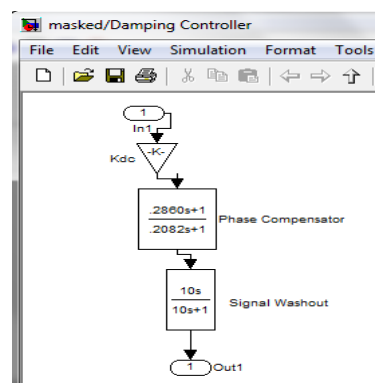 masked/Damping Controller
File Edit View Simulation Format Tools
1
In1
Kdc
-K-
.2860s+1
.2082s+1
Phase Compensator
10s
10s+1
Signal Washout
1
Out1